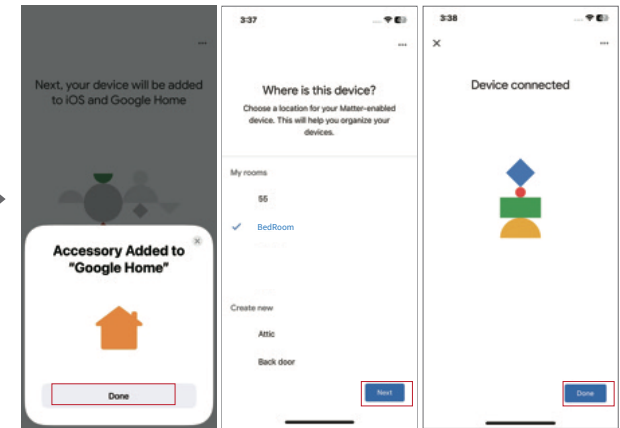 ...
Next, your device will be added
to iOS and Google Home
Accessory Added to
“Google Home”
Done
3:37
...
Where is this device?
Choose a location for your Matter-enabled
device. This will help you organize your
devices.
My rooms
55
BedRoom
Create new
Attic
Back door
Next
3:38
...
Device connected
Done